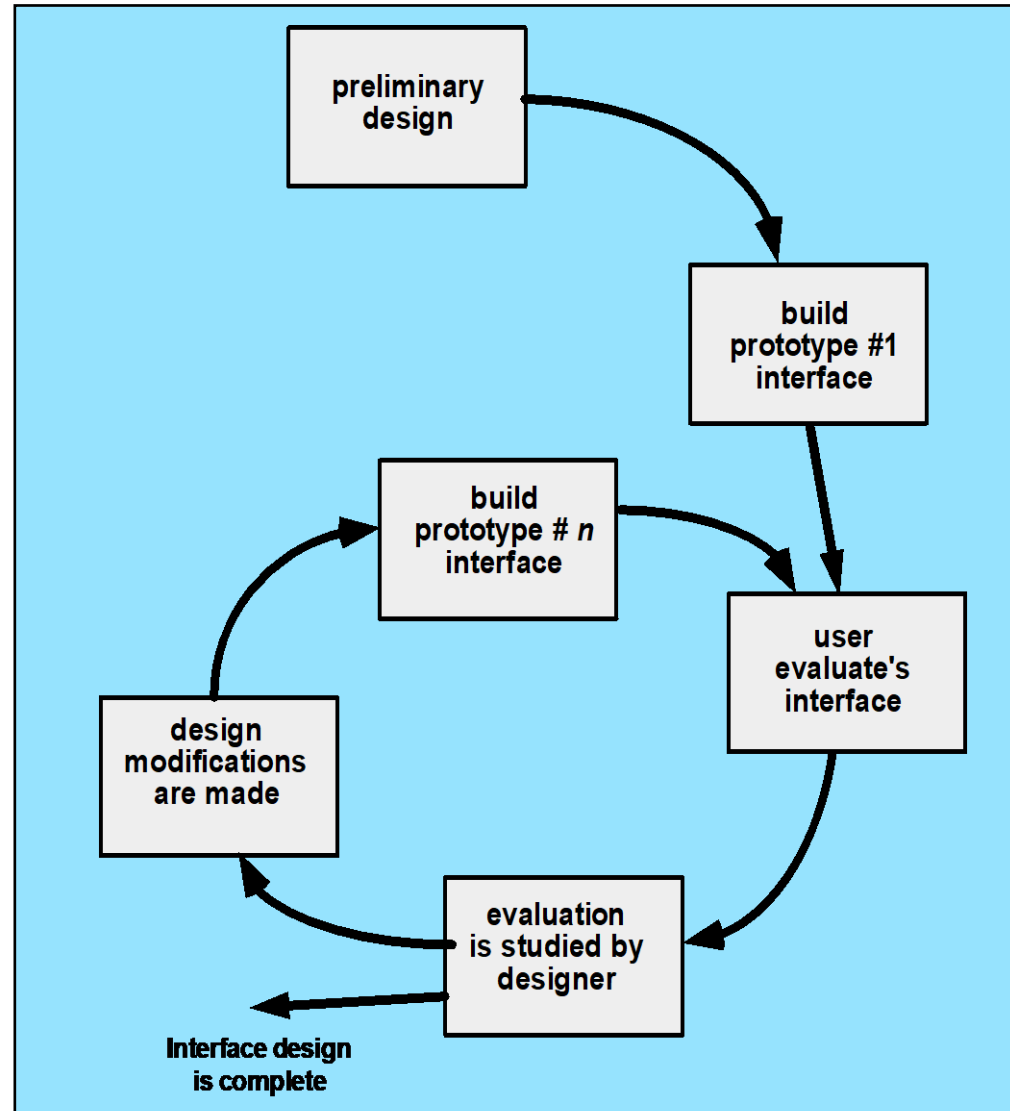 preliminary
design
build
prototype #1
interface
build
prototype # n
interface
user
evaluate's
interface
design
modifications
are made
evaluation
is studied by
designer
Interface design
is complete